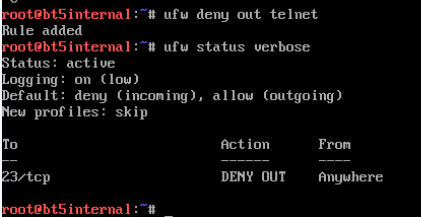 root@bt5internal:~# ufw deny out telnet
Rule added
root@bt5internal:~# ufw status verbose
Status: active
Logging: on (low)
Default: deny (incoming), allow (outgoing)
New profiles: skip
To Action From
-- ------ ----
23/tcp DENY OUT Anywhere
root@bt5internal:~# _